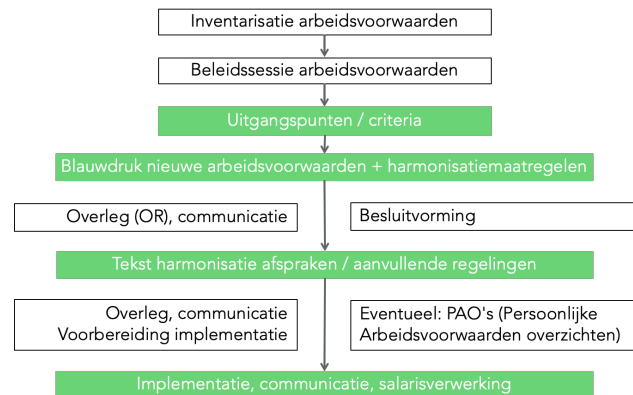 Inventarisatie arbeidsvoorwaarden
Beleidssessie arbeidsvoorwaarden
Uitgangspunten / criteria
Blauwdruk nieuwe arbeidsvoorwaarden + harmonisatiemaatregelen
Overleg (OR), communicatie
Besluitvorming
Tekst harmonisatie afspraken / aanvullende regelingen
Overleg, communicatie
Voorbereiding implementatie
Eventueel: PAO's (Persoonlijke
Arbeidsvoorwaarden overzichten)
Implementatie, communicatie, salarisverwerking